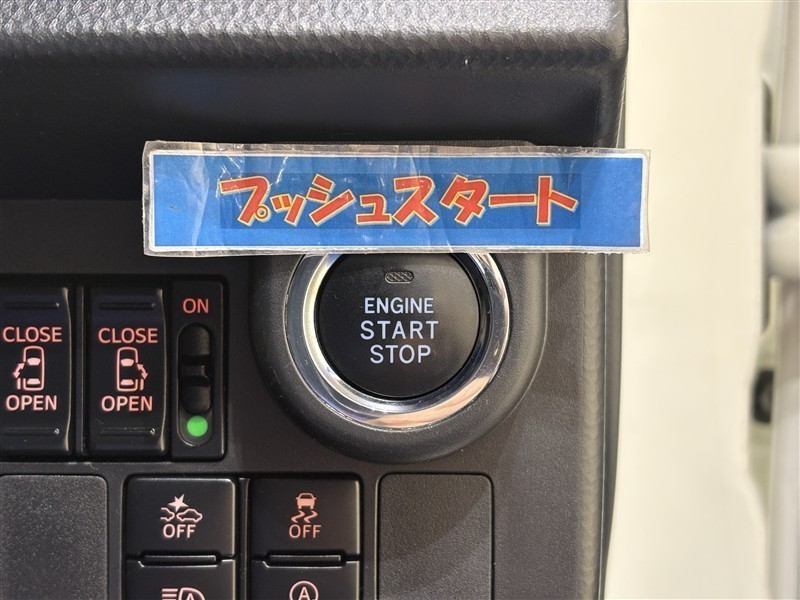 プッシュスタート
ENGINE
START
STOP
CLOSE
OPEN
CLOSE
OPEN
ON
OFF
OFF
A
A